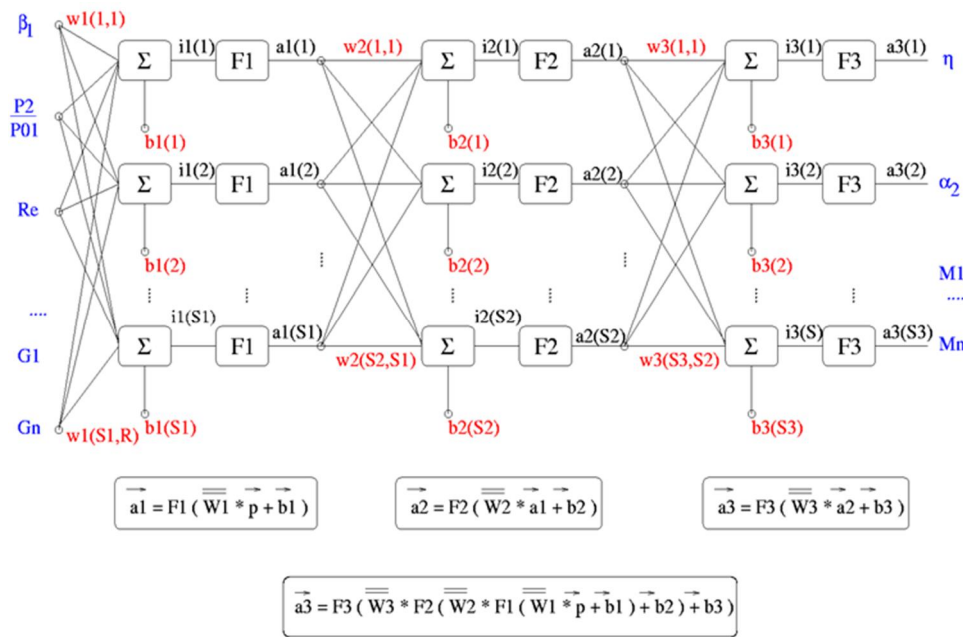 β1 w1(1,1) i1(1) a1(1) w2(1,1) i2(1) a2(1) w3(1,1) i3(1) a3(1)
Σ F1 Σ F2 Σ F3 η
P2
P01
b1(1) b2(1) b3(1)
i1(2) a1(2) i2(2) a2(2) i3(2) a3(2)
Re Σ F1 Σ F2 Σ F3 α2
b1(2) b2(2) b3(2) M1
.... ....
i1(S1) a1(S1) i2(S2) a2(S2) i3(S) a3(S3)
G1 Σ F1 w2(S2,S1) Σ F2 w3(S3,S2) Σ F3 Mn
Gn w1(S1,R) b1(S1) b2(S2) b3(S3)
a1 = F1 ( W1 * p + b1 ) a2 = F2 ( W2 * a1 + b2 ) a3 = F3 ( W3 * a2 + b3 )
a3 = F3 ( W3 * F2 ( W2 * F1 ( W1 * p + b1 ) + b2 ) + b3 )